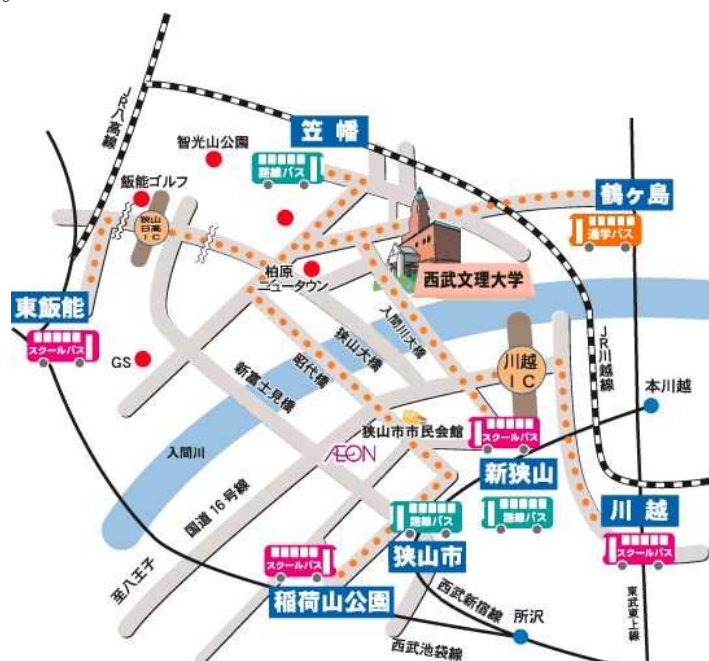 JR八高線
笠幡
智光山公園
路線バス
飯能ゴルフ
鶴ヶ島
通学バス
狭山
日高
IC
柏原
ニュータウン
西武文理大学
東飯能
スクールバス
GS
狭山大橋
入間川大橋
昭代橋
新富士見橋
川越
IC
JR川越線
本川越
狭山市市民会館
スクールバス
ÆON
入間川
新狭山
国道16号線
路線バス
路線バス
川越
スクールバス
狭山市
スクールバス
稲荷山公園
至八王子
西武新宿線
所沢
西武池袋線
東武東上線